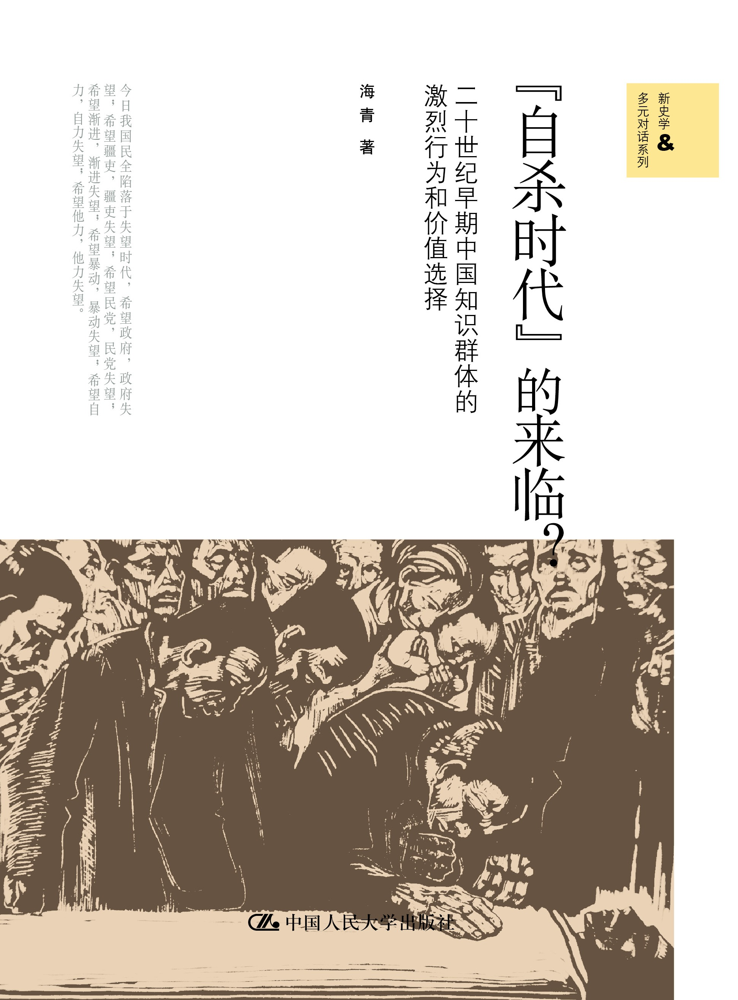 新史学&
多元对话系列
『自杀时代』的来临？
二十世纪早期中国知识群体的
激烈行为和价值选择
海青 著
今日我国民全陷落于失望时代，希望政府，政府失
望；希望疆吏，疆吏失望；希望民党，民党失望；
希望渐进，渐进失望；希望暴动，暴动失望；希望自
力，自力失望；希望他力，他力失望。
中国人民大学出版社